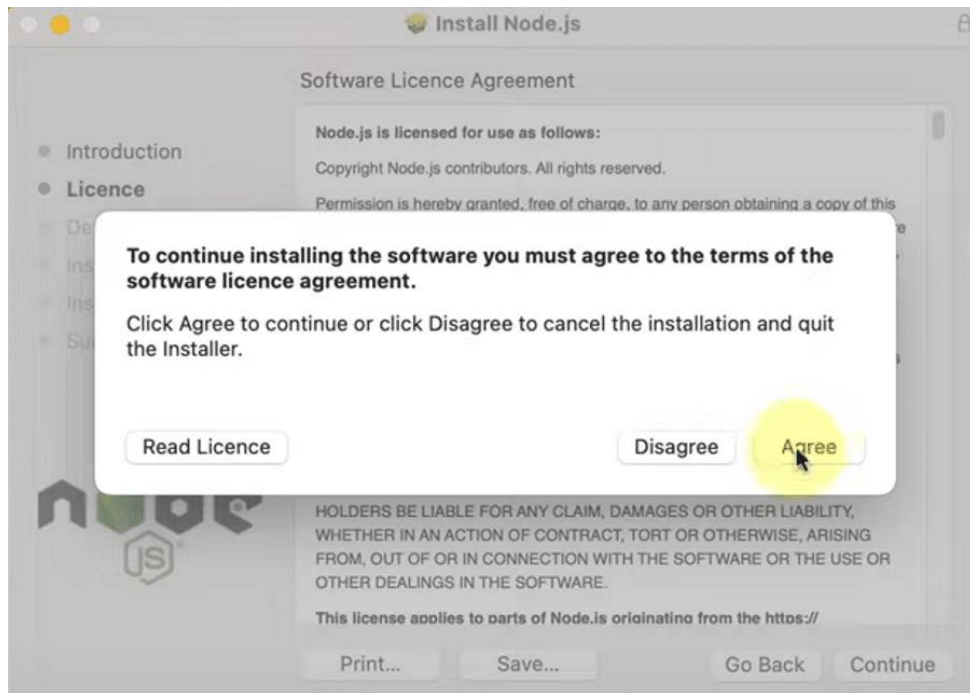 Install Node.js
Software Licence Agreement
Introduction
Licence
Node.js is licensed for use as follows:
Copyright Node.js contributors. All rights reserved.
Permission is hereby granted, free of charge, to any person obtaining a copy of this
To continue installing the software you must agree to the terms of the
software licence agreement.
Click Agree to continue or click Disagree to cancel the installation and quit
the Installer.
Read Licence
Disagree
Agree
node
JS
HOLDERS BE LIABLE FOR ANY CLAIM, DAMAGES OR OTHER LIABILITY,
WHETHER IN AN ACTION OF CONTRACT, TORT OR OTHERWISE, ARISING
FROM, OUT OF OR IN CONNECTION WITH THE SOFTWARE OR THE USE OR
OTHER DEALINGS IN THE SOFTWARE.
This license applies to parts of Node.js originating from the https://
Print...
Save...
Go Back
Continue